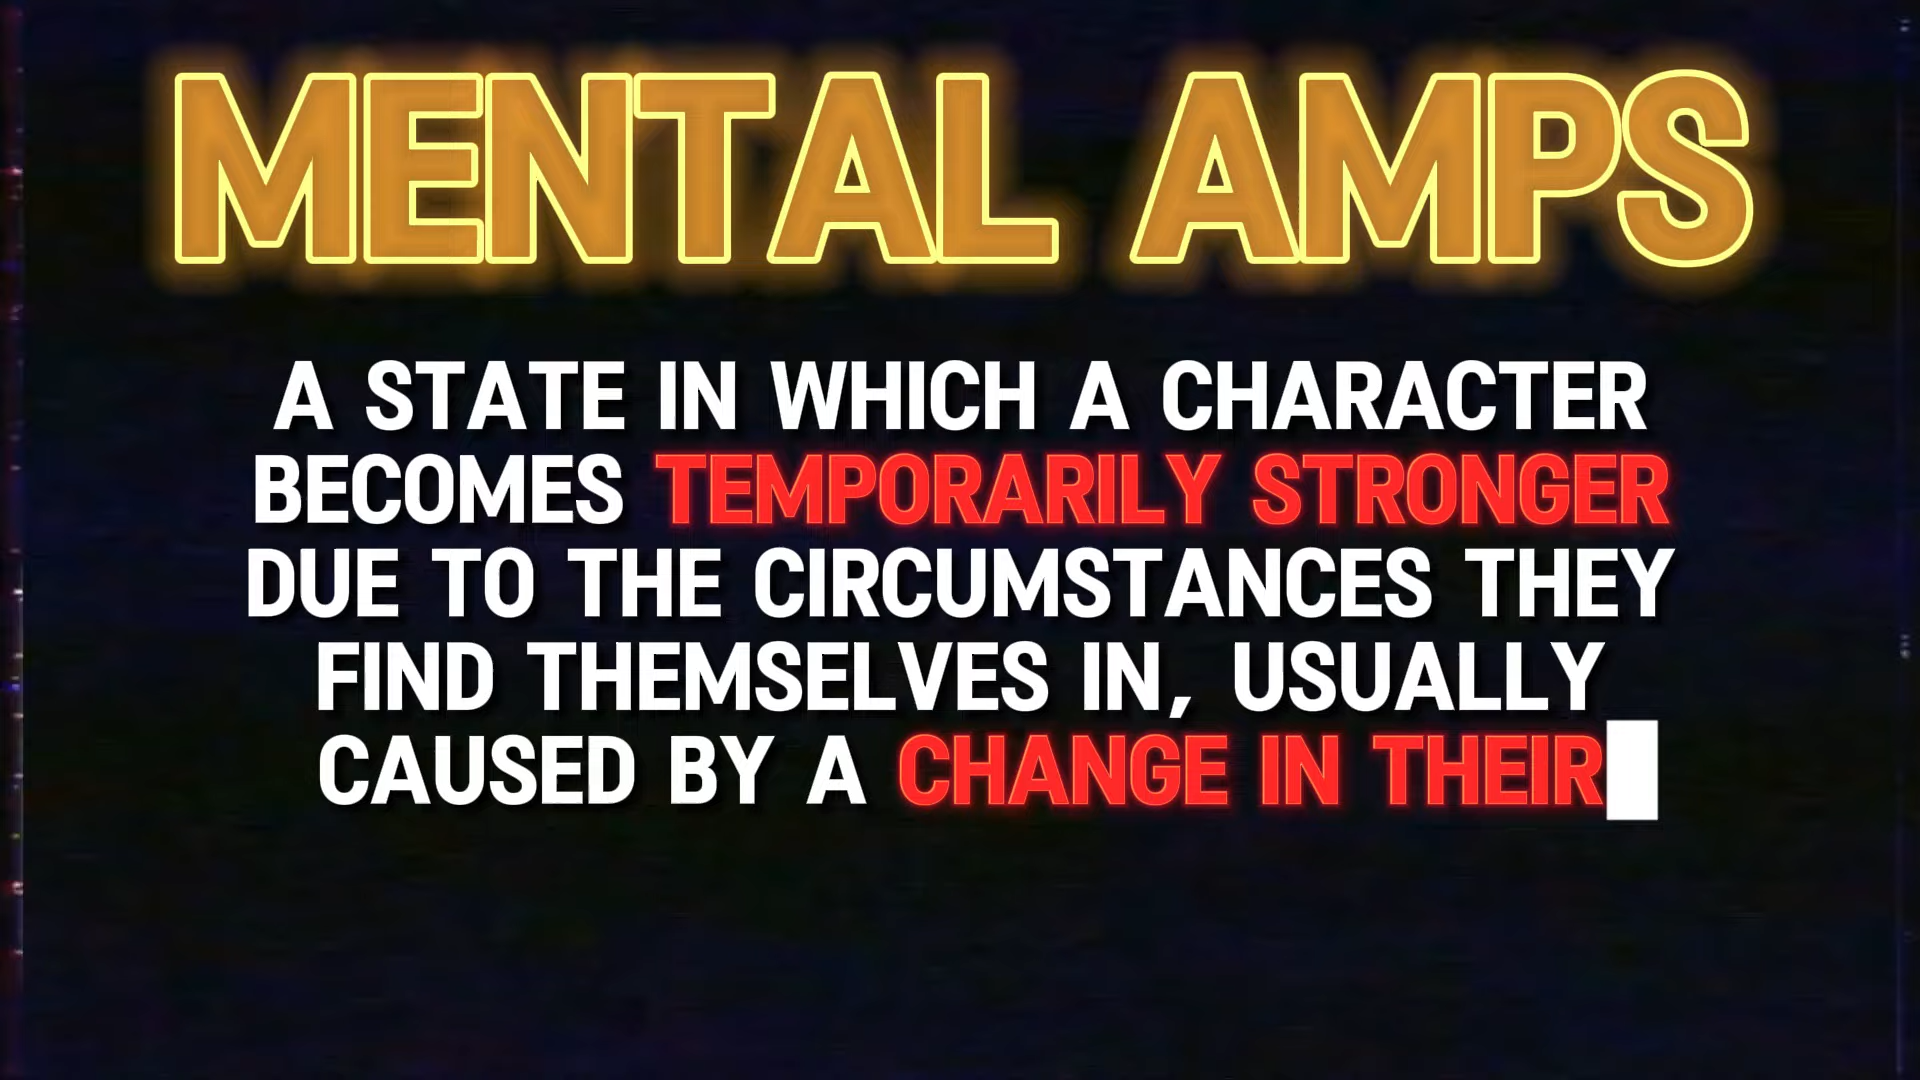 MENTAL AMPS
A STATE IN WHICH A CHARACTER
BECOMES TEMPORARILY STRONGER
DUE TO THE CIRCUMSTANCES THEY
FIND THEMSELVES IN, USUALLY
CAUSED BY A CHANGE IN THEIR